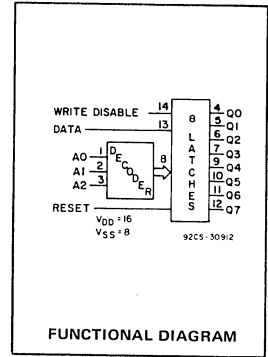 WRITE DISABLE 14
DATA 13
A0 1
A1 2
A2 3
DECODER
8
8 LATCHES
4 Q0
5 Q1
6 Q2
7 Q3
9 Q4
10 Q5
11 Q6
12 Q7
RESET
VDD = 16
VSS = 8
92CS-30912
FUNCTIONAL DIAGRAM